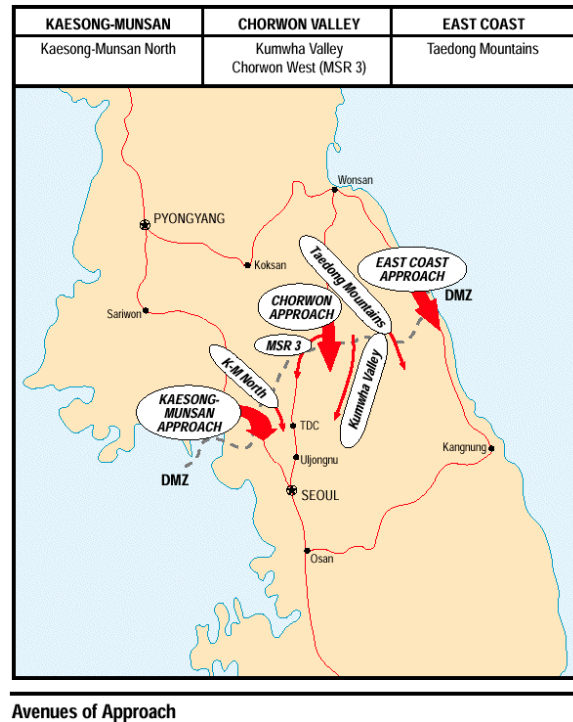 KAESONG-MUNSAN
CHORWON VALLEY
EAST COAST
Kaesong-Munsan North
Kumwha Valley
Chorwon West (MSR 3)
Taedong Mountains
Wonsan
PYONGYANG
Koksan
Taedong Mountains
EAST COAST
APPROACH
DMZ
CHORWON
APPROACH
Sariwon
MSR 3
K-M North
Kumwha Valley
KAESONG-
MUNSAN
APPROACH
TDC
Kangnung
Uljongnu
DMZ
SEOUL
Osan
Avenues of Approach